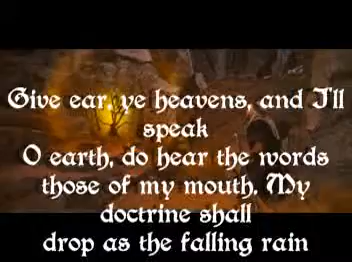 Give ear, ye heavens, and I'll
speak
O earth, do hear the words
those of my mouth. My
doctrine shall
drop as the falling rain